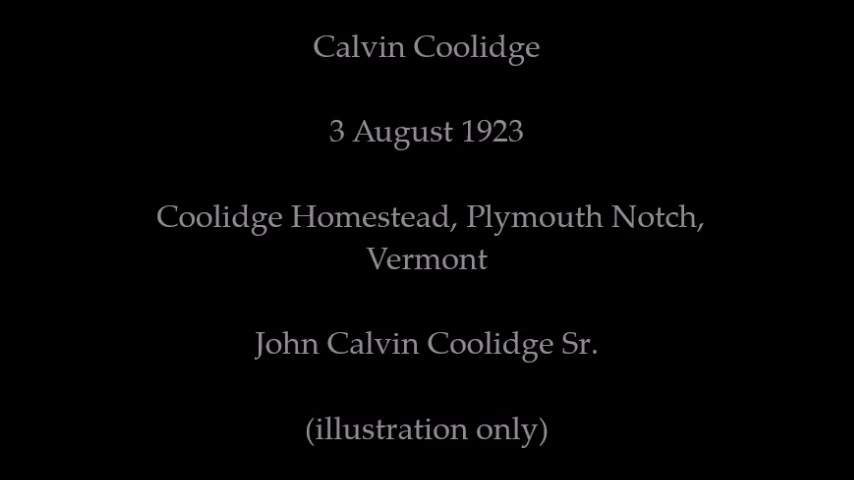 Calvin Coolidge
3 August 1923
Coolidge Homestead, Plymouth Notch,
Vermont
John Calvin Coolidge Sr.
(illustration only)